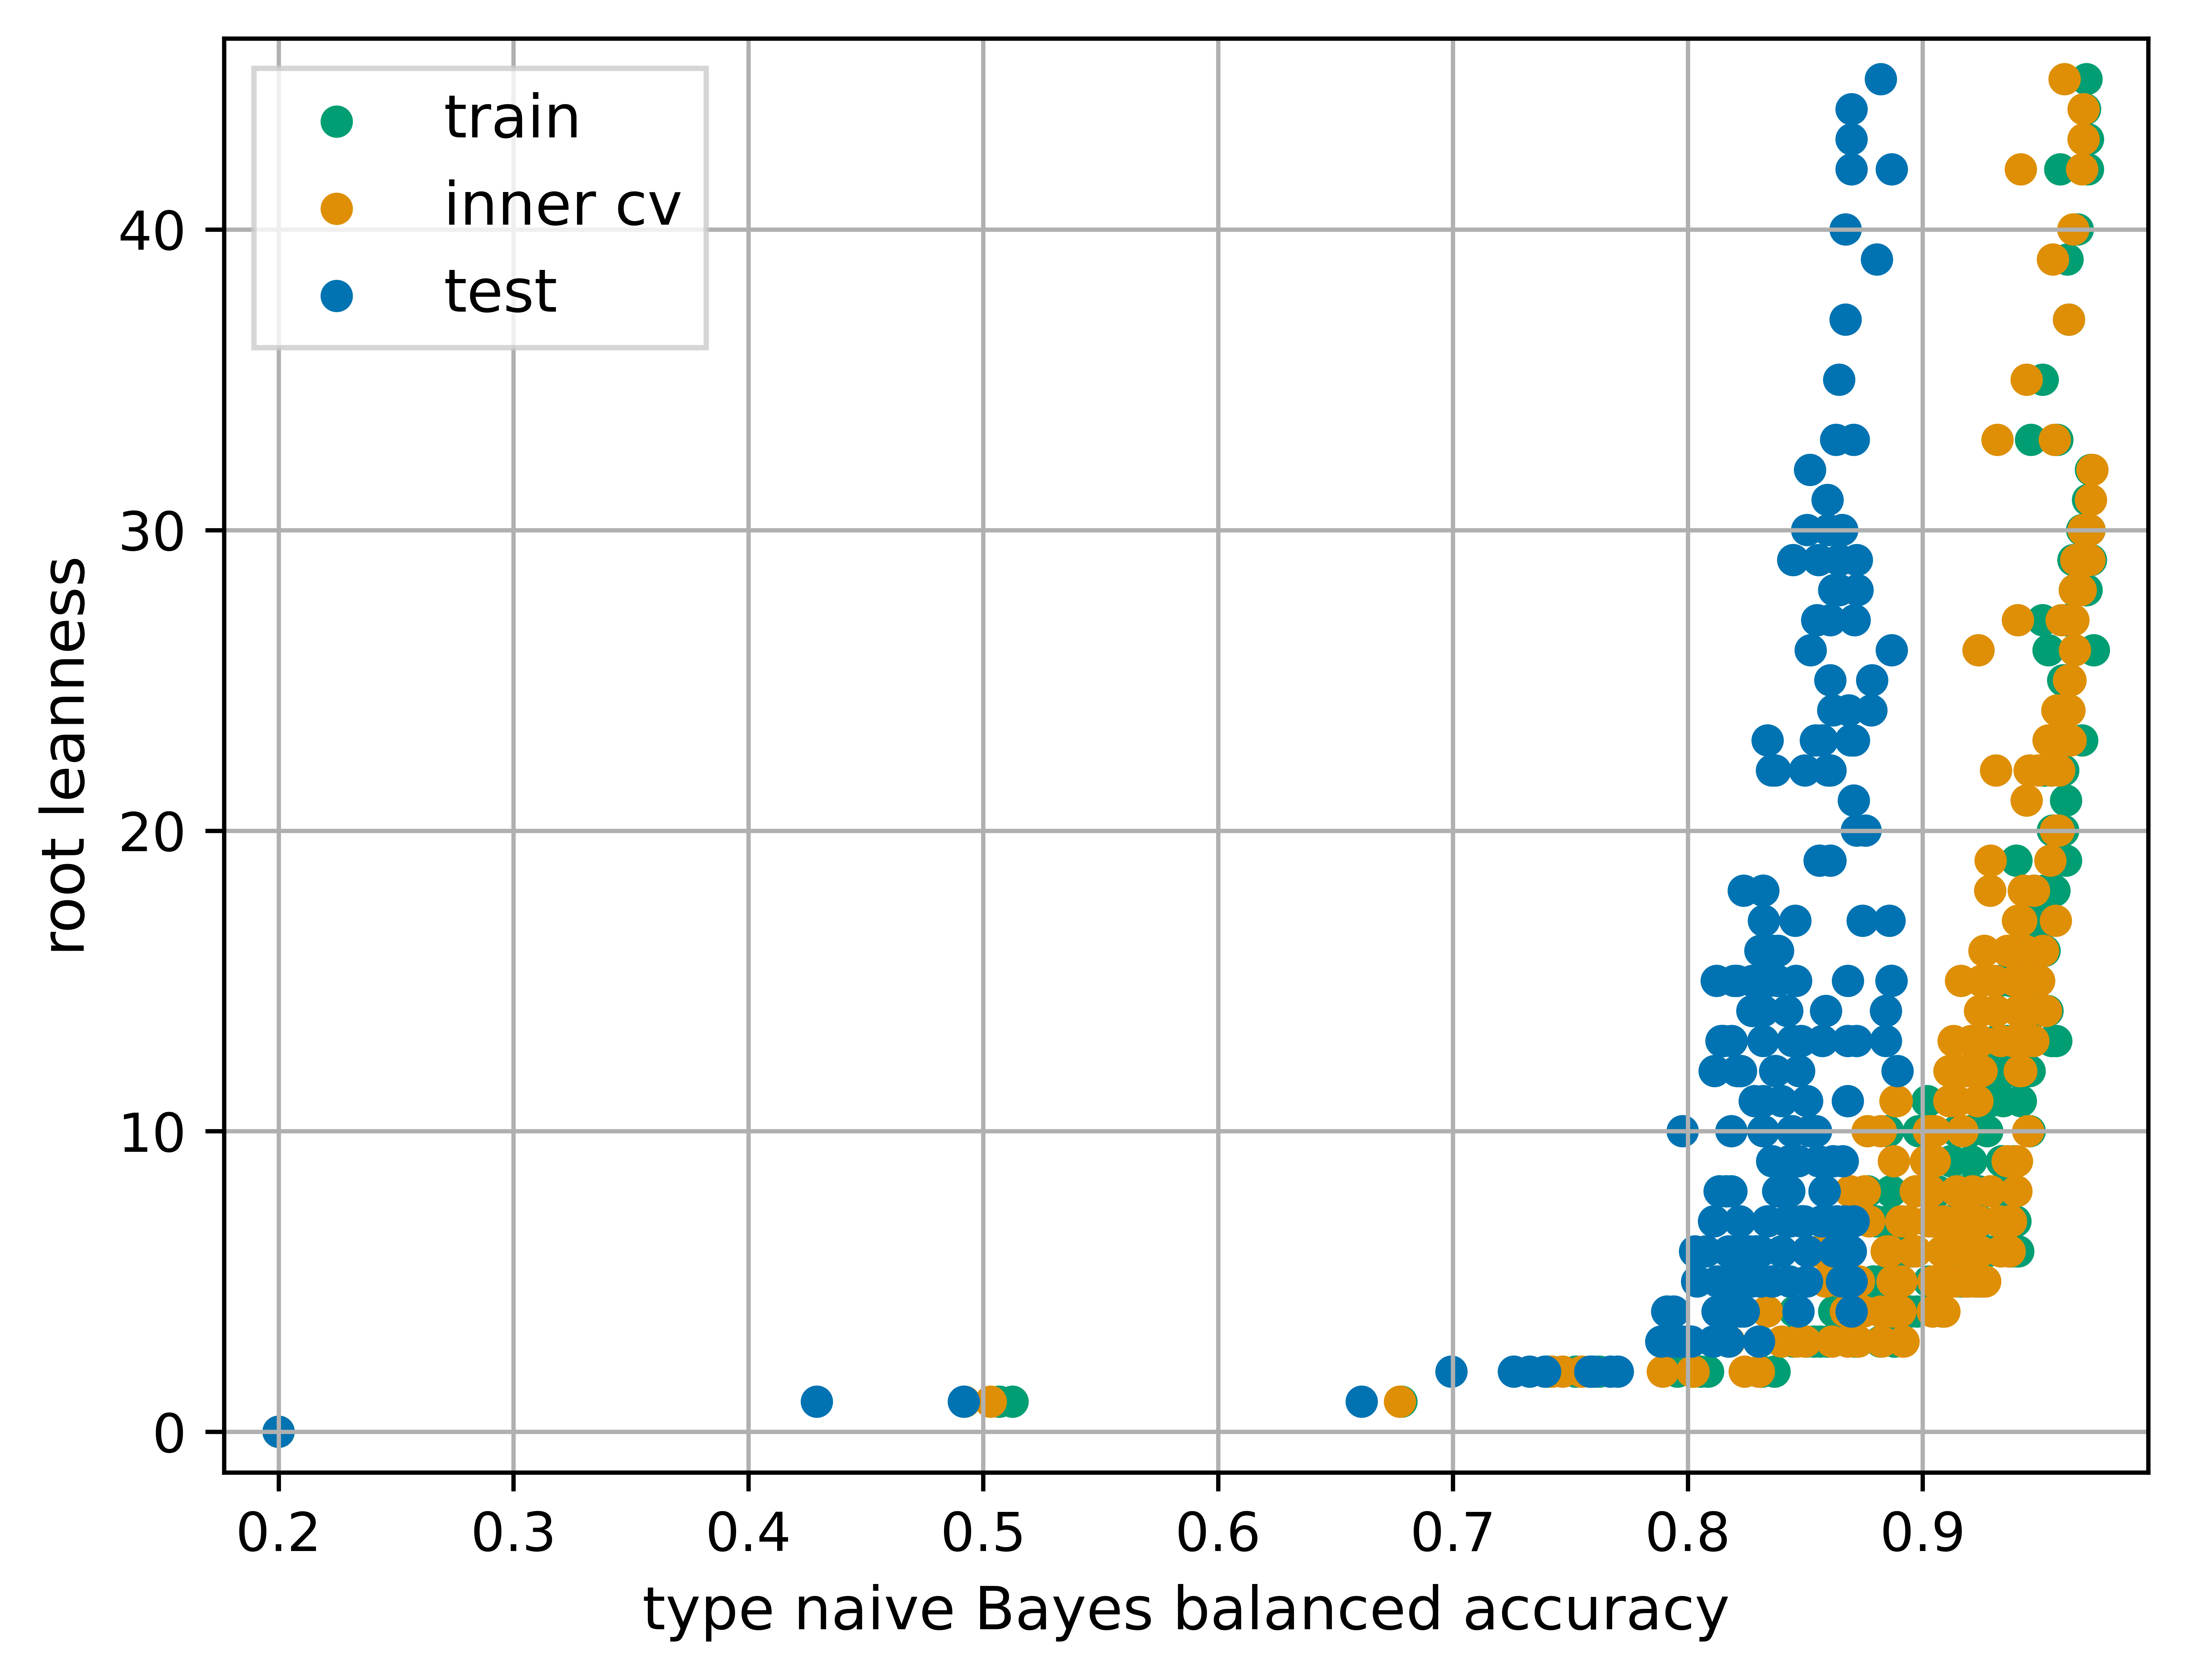 train
inner cv
test
40
30
20
10
0
root leanness
0.2 0.3 0.4 0.5 0.6 0.7 0.8 0.9
type naive Bayes balanced accuracy